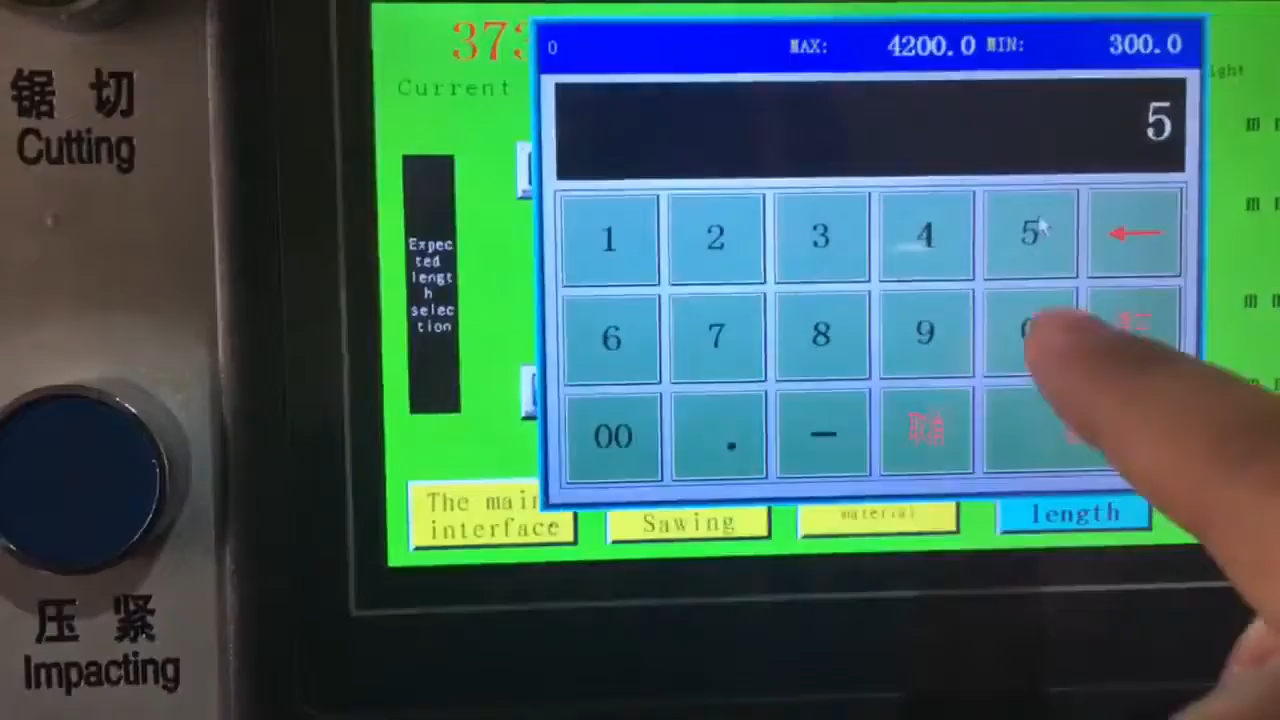 锯 切
Cutting
压 紧
Impacting
373
Current
0 MAX: 4200.0 MIN: 300.0
5
1 2 3 4 5 ←
6 7 8 9
00 . - 取消
Expec
ted
lengt
h
selec
tion
ight
m
m
m
m
The main
interface
Sawing
material
length